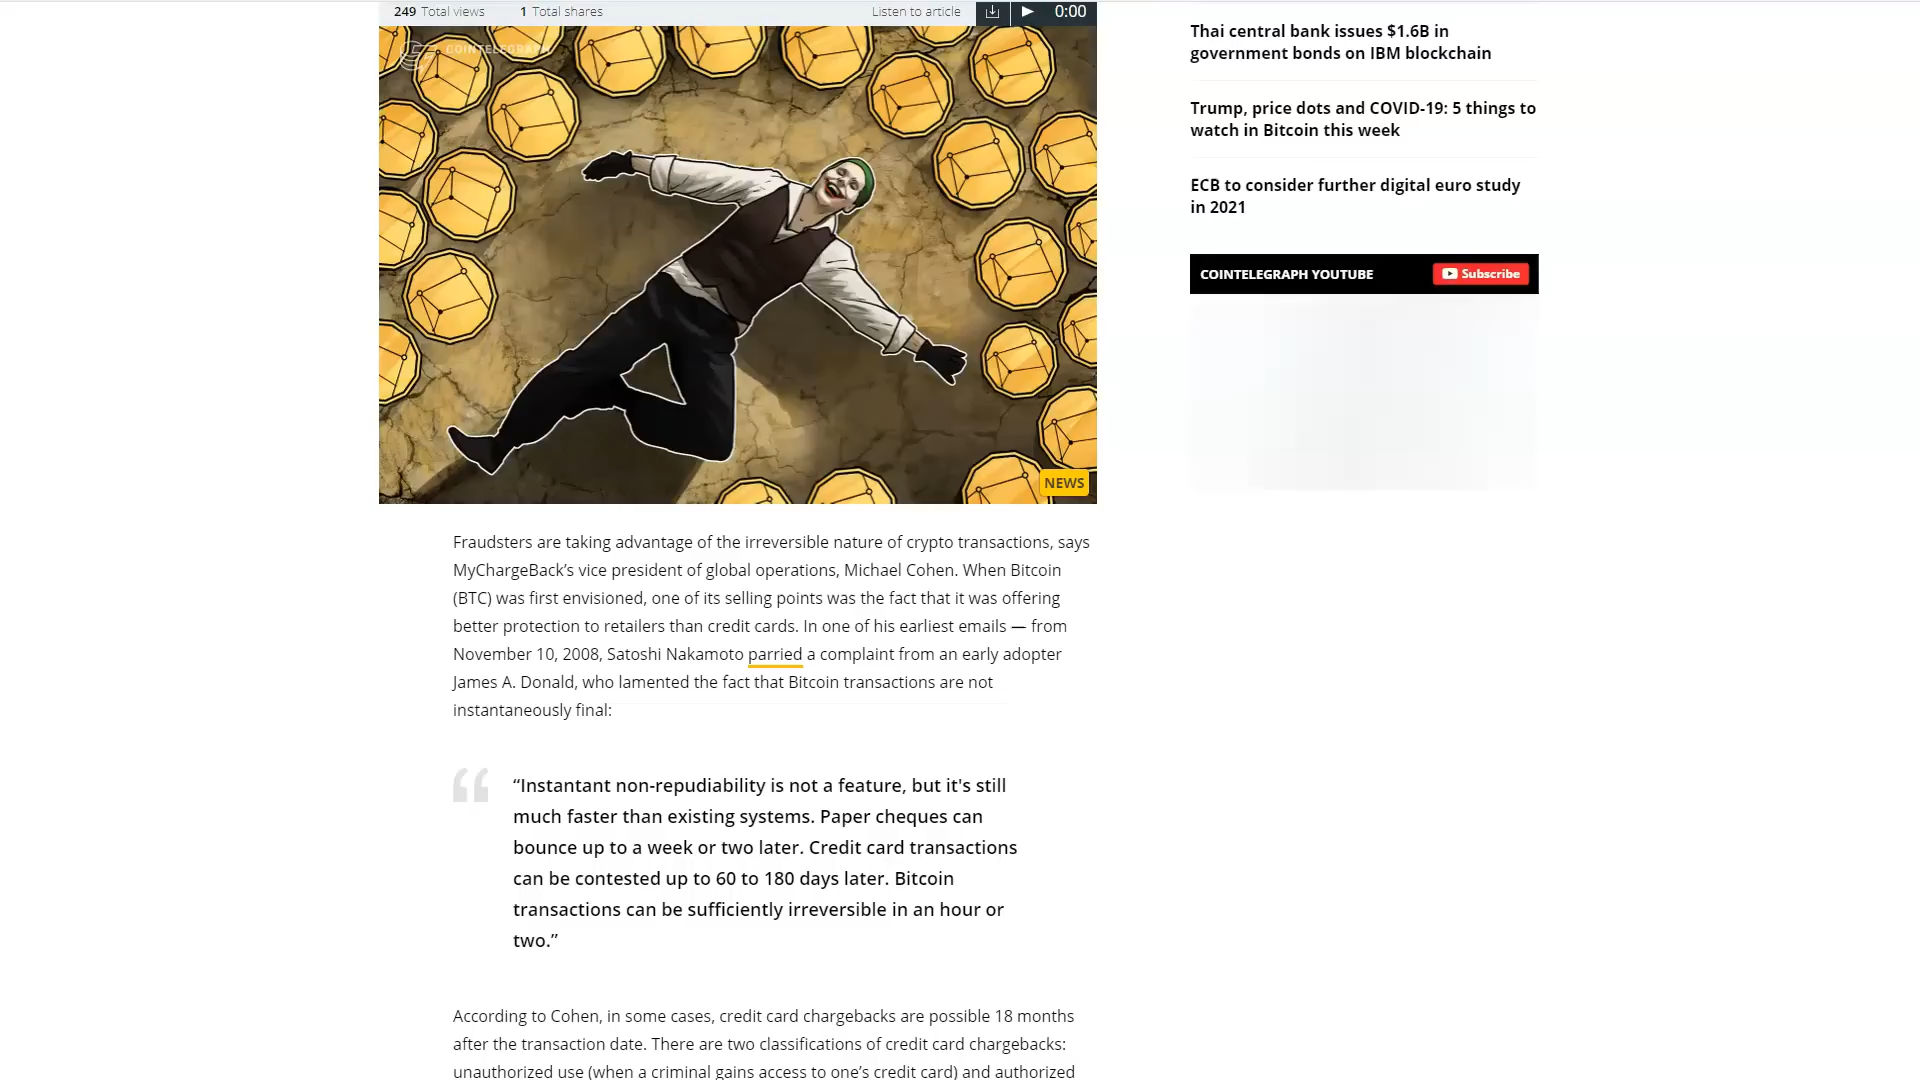 249 Total views 1 Total shares Listen to article 0:00
COINTELEGRAPH
NEWS
Fraudsters are taking advantage of the irreversible nature of crypto transactions, says
MyChargeBack’s vice president of global operations, Michael Cohen. When Bitcoin
(BTC) was first envisioned, one of its selling points was the fact that it was offering
better protection to retailers than credit cards. In one of his earliest emails — from
November 10, 2008, Satoshi Nakamoto parried a complaint from an early adopter
James A. Donald, who lamented the fact that Bitcoin transactions are not
instantaneously final:
“Instantant non-repudiability is not a feature, but it's still
much faster than existing systems. Paper cheques can
bounce up to a week or two later. Credit card transactions
can be contested up to 60 to 180 days later. Bitcoin
transactions can be sufficiently irreversible in an hour or
two.”
According to Cohen, in some cases, credit card chargebacks are possible 18 months
after the transaction date. There are two classifications of credit card chargebacks:
unauthorized use (when a criminal gains access to one’s credit card) and authorized
Thai central bank issues $1.6B in
government bonds on IBM blockchain
Trump, price dots and COVID-19: 5 things to
watch in Bitcoin this week
ECB to consider further digital euro study
in 2021
COINTELEGRAPH YOUTUBE Subscribe